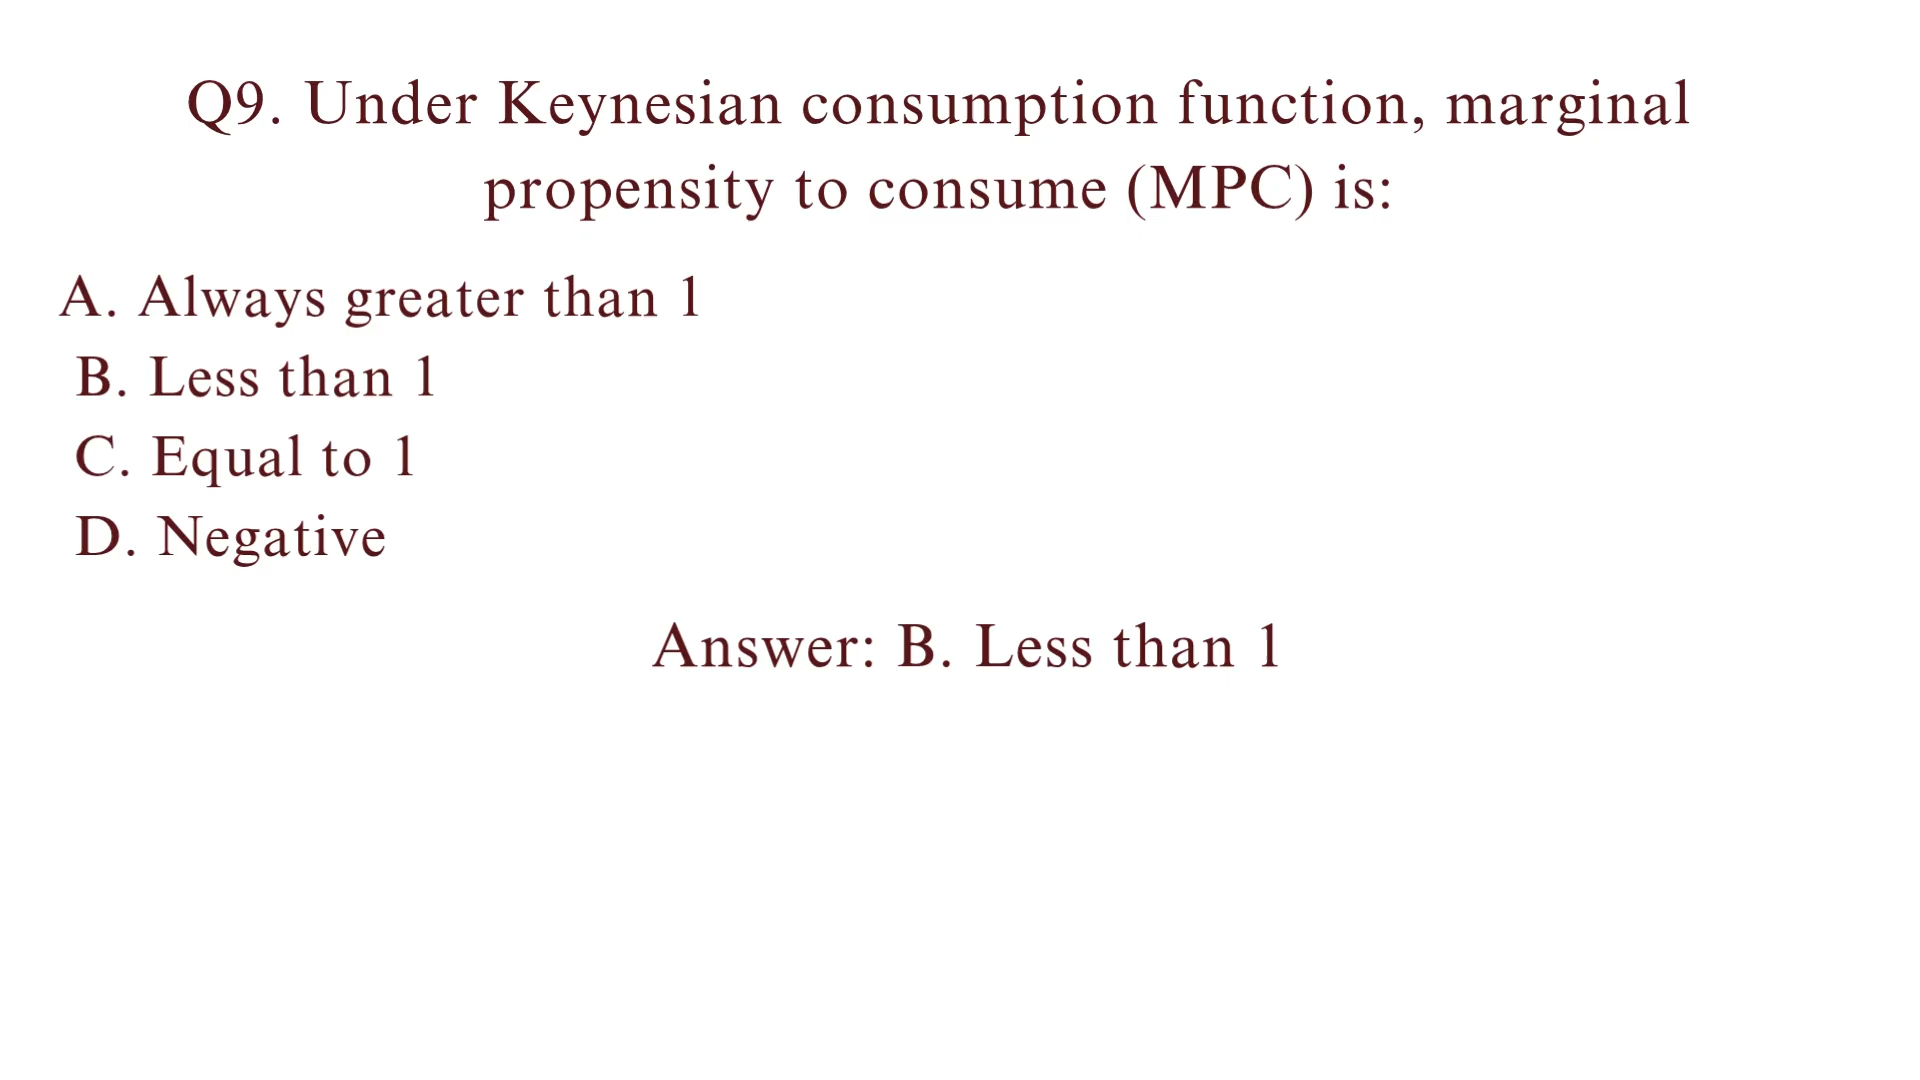 Q9. Under Keynesian consumption function, marginal
propensity to consume (MPC) is:
A. Always greater than 1
B. Less than 1
C. Equal to 1
D. Negative
Answer: B. Less than 1